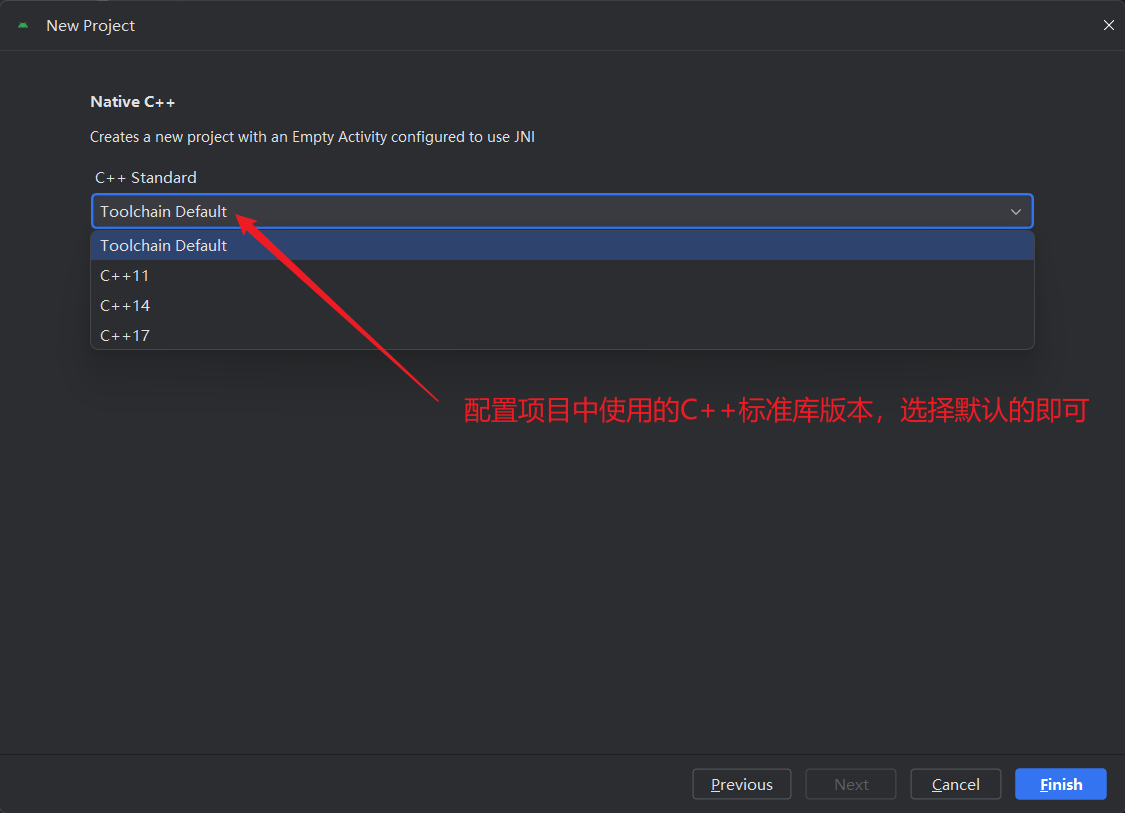 New Project
Native C++
Creates a new project with an Empty Activity configured to use JNI
C++ Standard
Toolchain Default
Toolchain Default
C++11
C++14
C++17
配置项目中使用的C++标准库版本，选择默认的即可
Previous
Next
Cancel
Finish